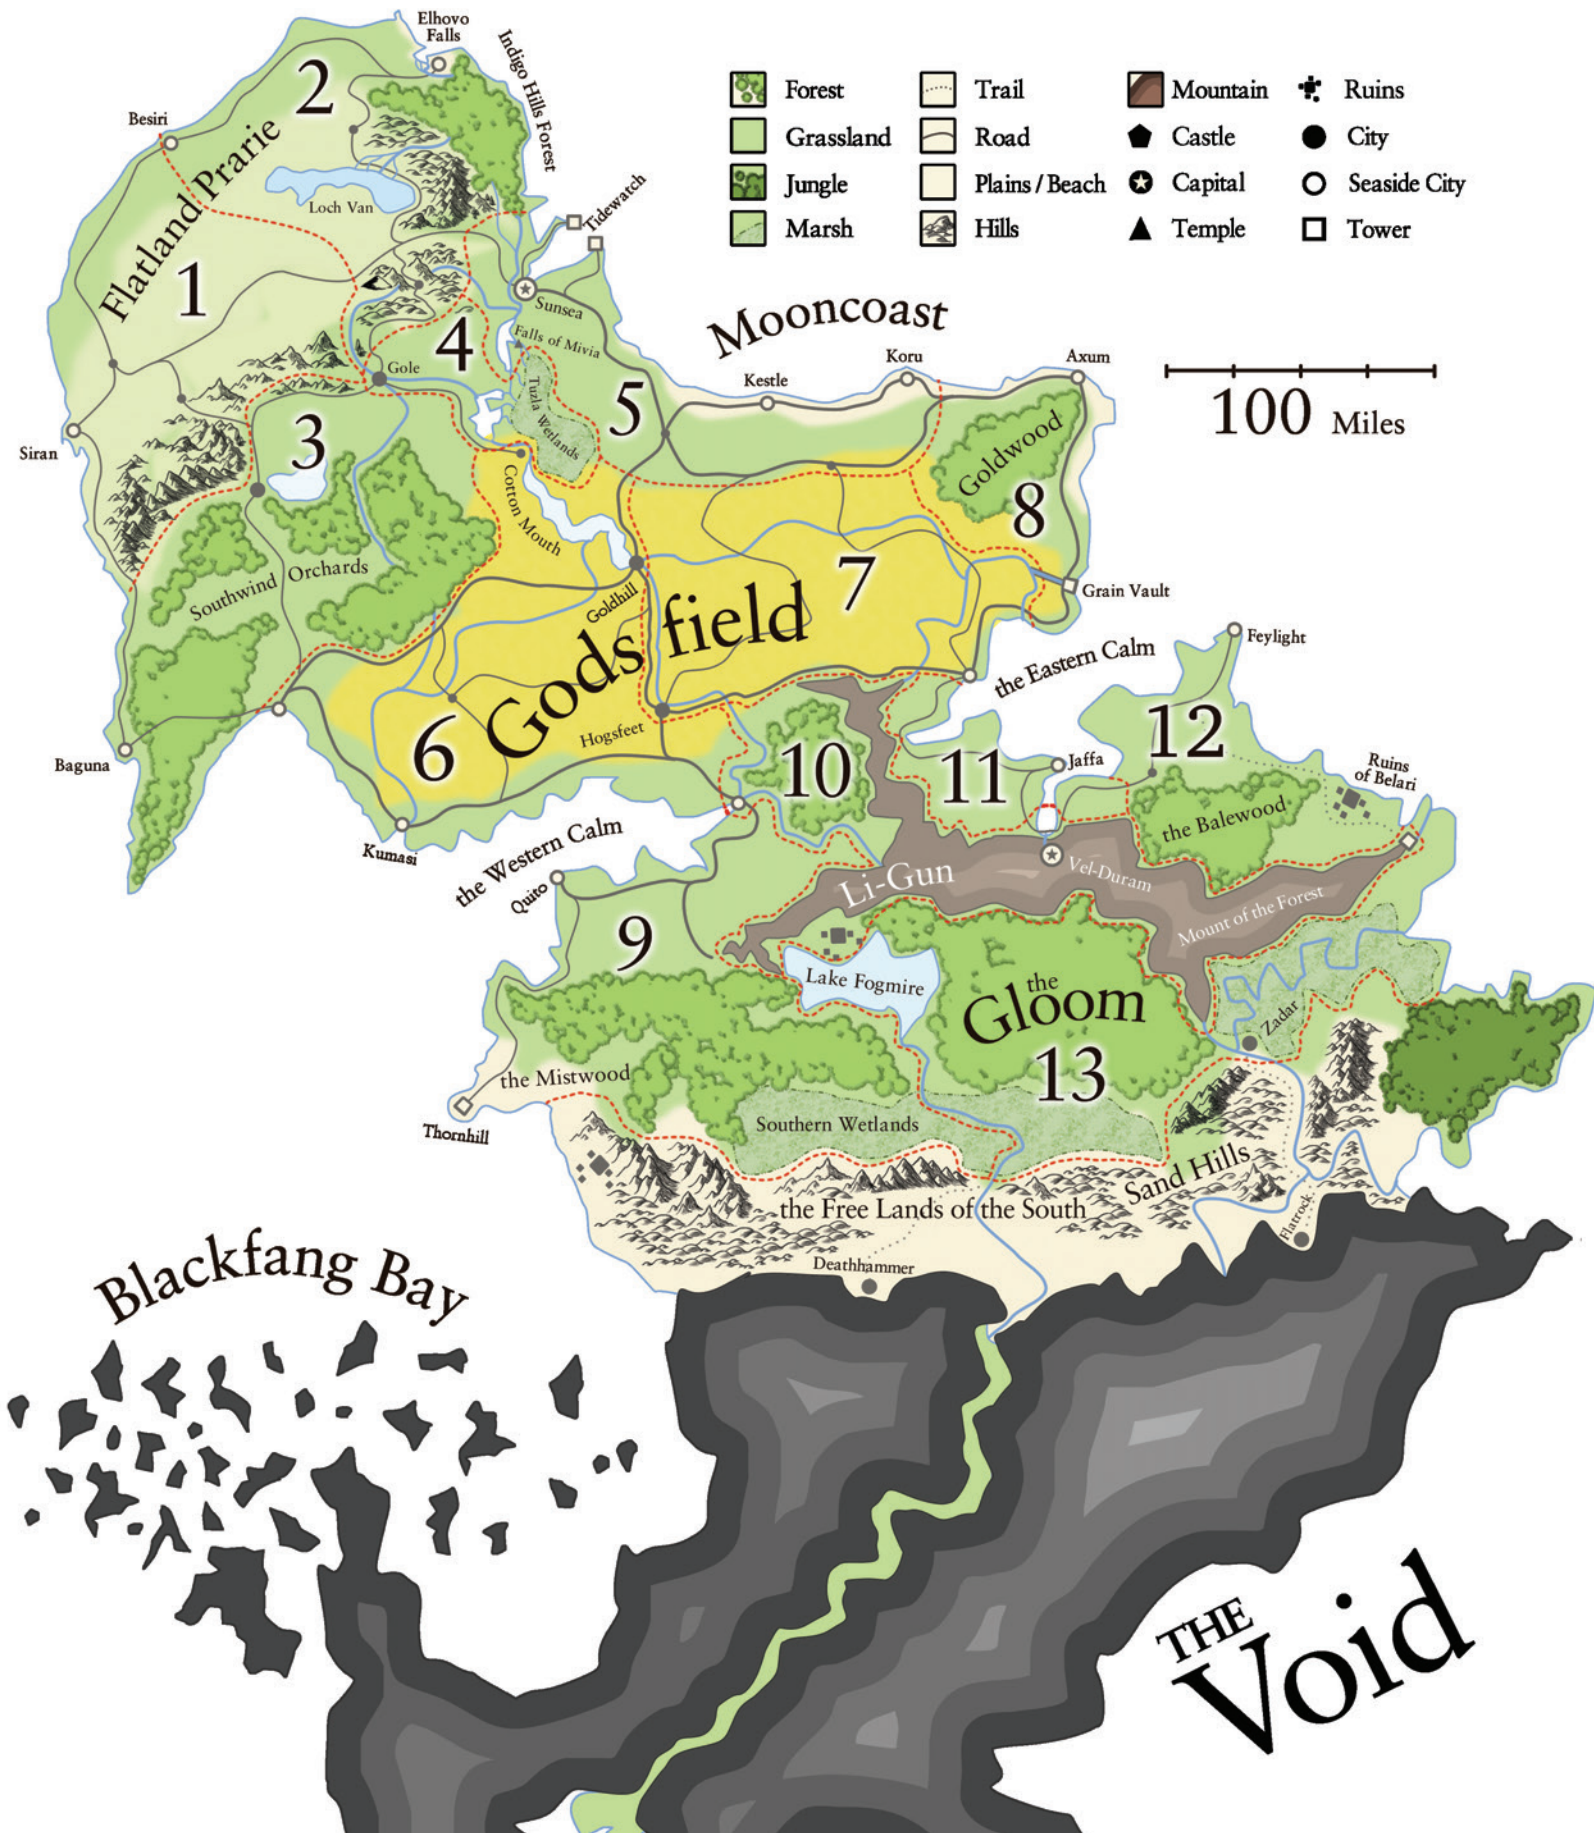 Elhovo
Falls
Indigo Hills Forest
2
Besiri
Flatland Prarie
Loch Van
Tidewatch
1
Sunsea
4
Falls of Mivia
Gole
Tuzla Wetlands
5
3
Siran
Cotton Mouth
Southwind Orchards
Baguna
Forest
Grassland
Jungle
Marsh
Trail
Road
Plains / Beach
Hills
Mountain
Castle
Capital
Temple
Ruins
City
Seaside City
Tower
Mooncoast
Kestle
Koru
Axum
100 Miles
Goldwood
8
7
Goldhill
Gods field
Grain Vault
6
Hogsfeet
Kumasi
the Eastern Calm
Feylight
12
10
11
Jaffa
Ruins
of Belari
the Balewood
the Western Calm
Quito
Li-Gun
Vel-Duram
Mount of the Forest
9
Lake Fogmire
the
Gloom
13
Zadar
the Mistwood
Thornhill
Southern Wetlands
Sand Hills
the Free Lands of the South
Flatrock
Deathhammer
Blackfang Bay
THE
Void